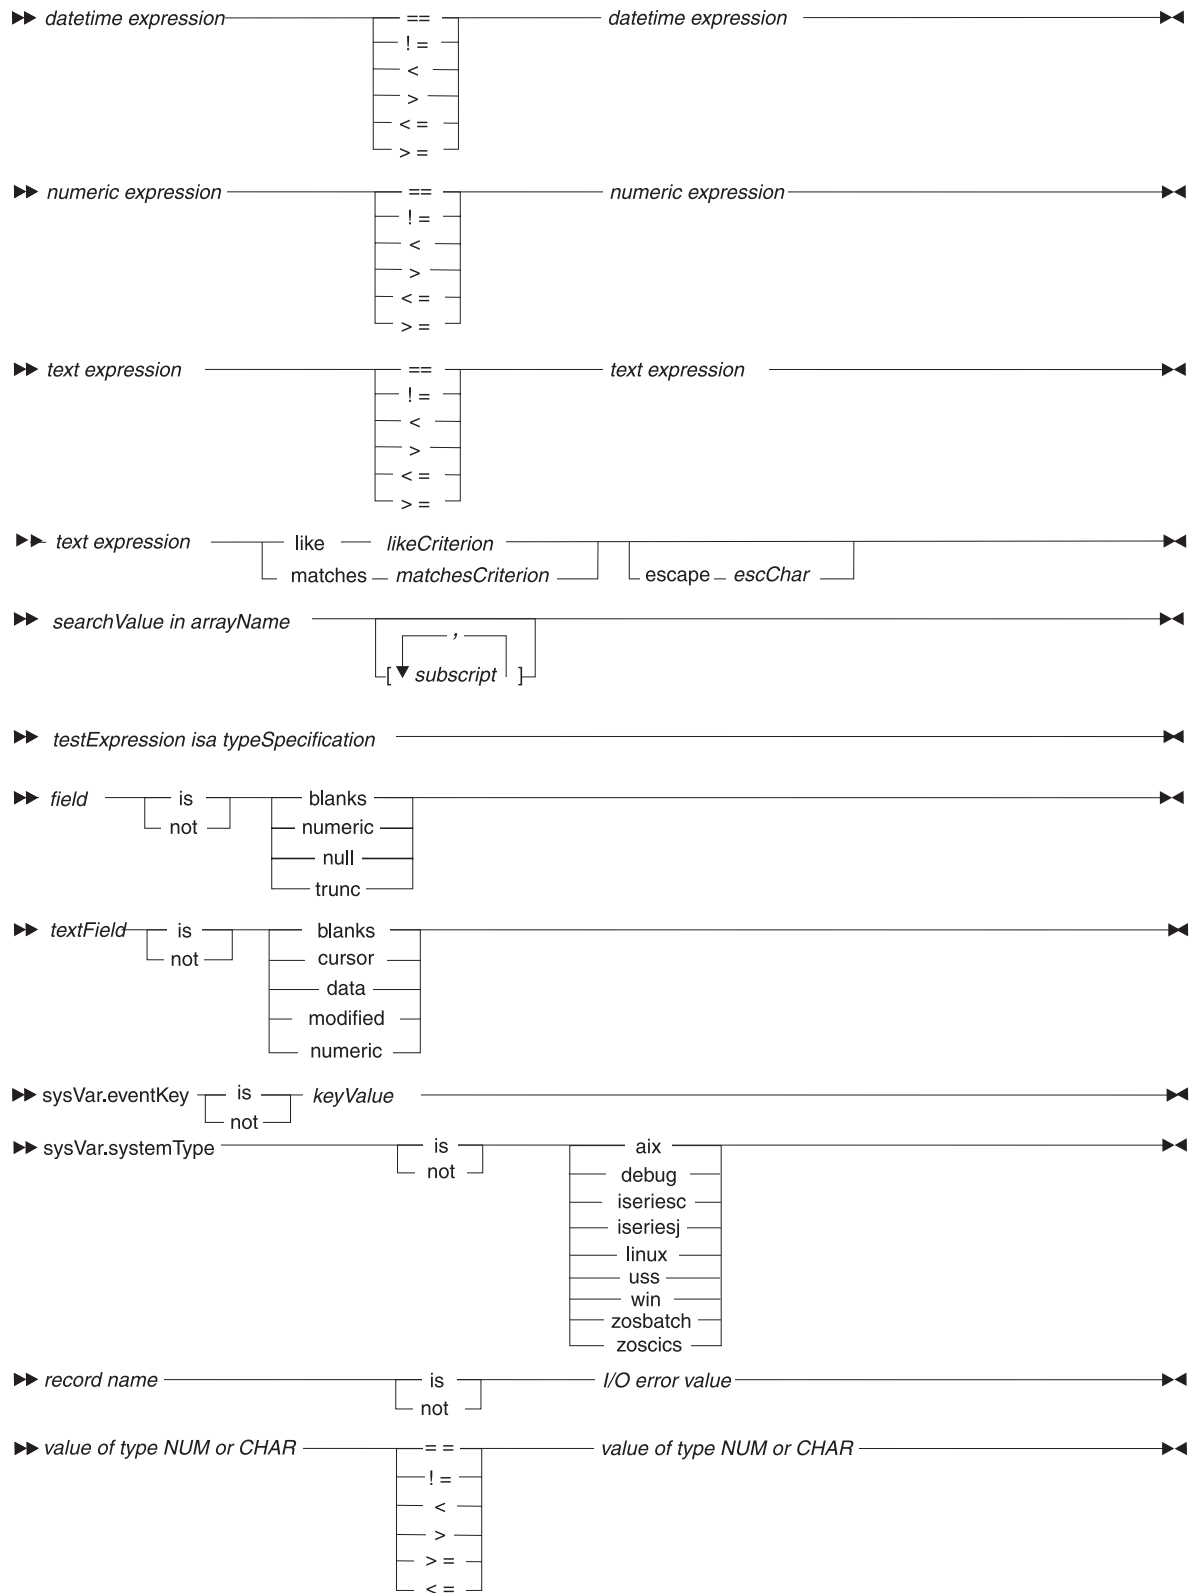 datetime expression == datetime expression
! =
<
>
< =
> =
numeric expression == numeric expression
! =
<
>
< =
> =
text expression == text expression
! =
<
>
< =
> =
text expression like likeCriterion
matches matchesCriterion escape escChar
searchValue in arrayName
,
[ subscript ]
testExpression isa typeSpecification
field is blanks
not numeric
null
trunc
textField is blanks
not cursor
data
modified
numeric
sysVar.eventKey is keyValue
not
sysVar.systemType is aix
not debug
iseriesc
iseriesj
linux
uss
win
zosbatch
zoscics
record name is I/O error value
not
value of type NUM or CHAR = = value of type NUM or CHAR
! =
<
>
> =
< =